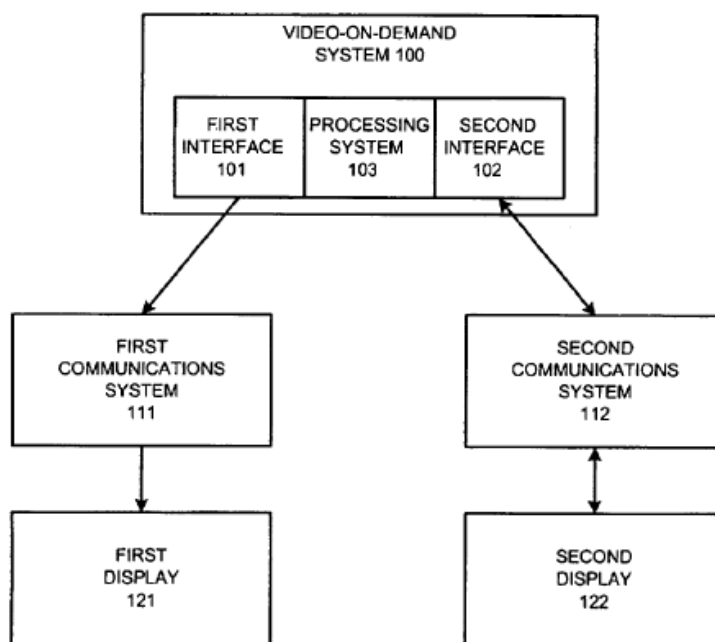 VIDEO-ON-DEMAND
SYSTEM 100
FIRST
INTERFACE
101
PROCESSING
SYSTEM
103
SECOND
INTERFACE
102
FIRST
COMMUNICATIONS
SYSTEM
111
SECOND
COMMUNICATIONS
SYSTEM
112
FIRST
DISPLAY
121
SECOND
DISPLAY
122